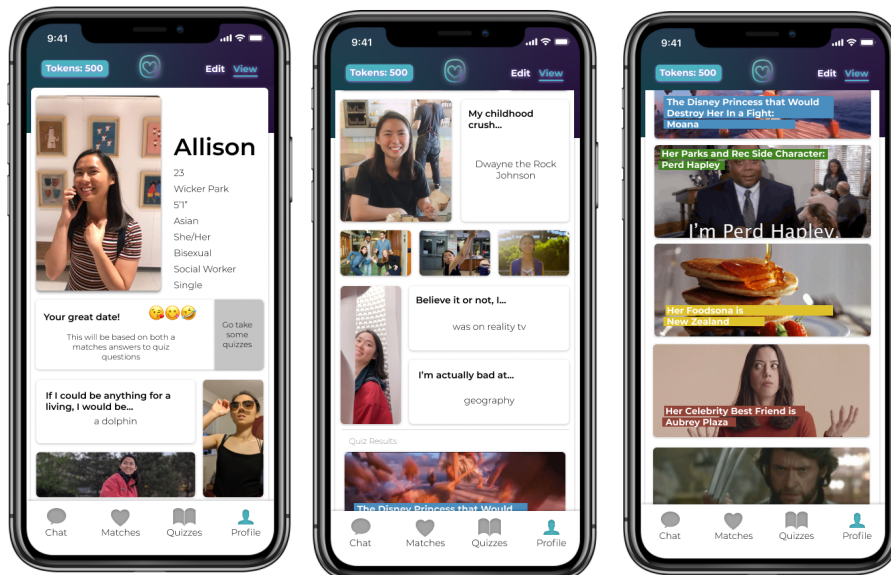 9:41
Tokens: 500
Edit View
Allison
23
Wicker Park
5'1"
Asian
She/Her
Bisexual
Social Worker
Single
Your great date!
This will be based on both a
matches answers to quiz
questions
Go take
some
quizzes
If I could be anything for a
living, I would be...
a dolphin
Chat
Matches
Quizzes
Profile
9:41
Tokens: 500
Edit View
My childhood
crush...
Dwayne the Rock
Johnson
Believe it or not, I...
was on reality tv
I'm actually bad at...
geography
Quiz Results
The Disney Princess that Would
Chat
Matches
Quizzes
Profile
9:41
Tokens: 500
Edit View
The Disney Princess that Would
Destroy Her In a Fight:
Moana
Her Parks and Rec Side Character:
Perd Hapley
I'm Perd Hapley.
Her Foodsona is
New Zealand
Her Celebrity Best Friend is
Aubrey Plaza
Chat
Matches
Quizzes
Profile